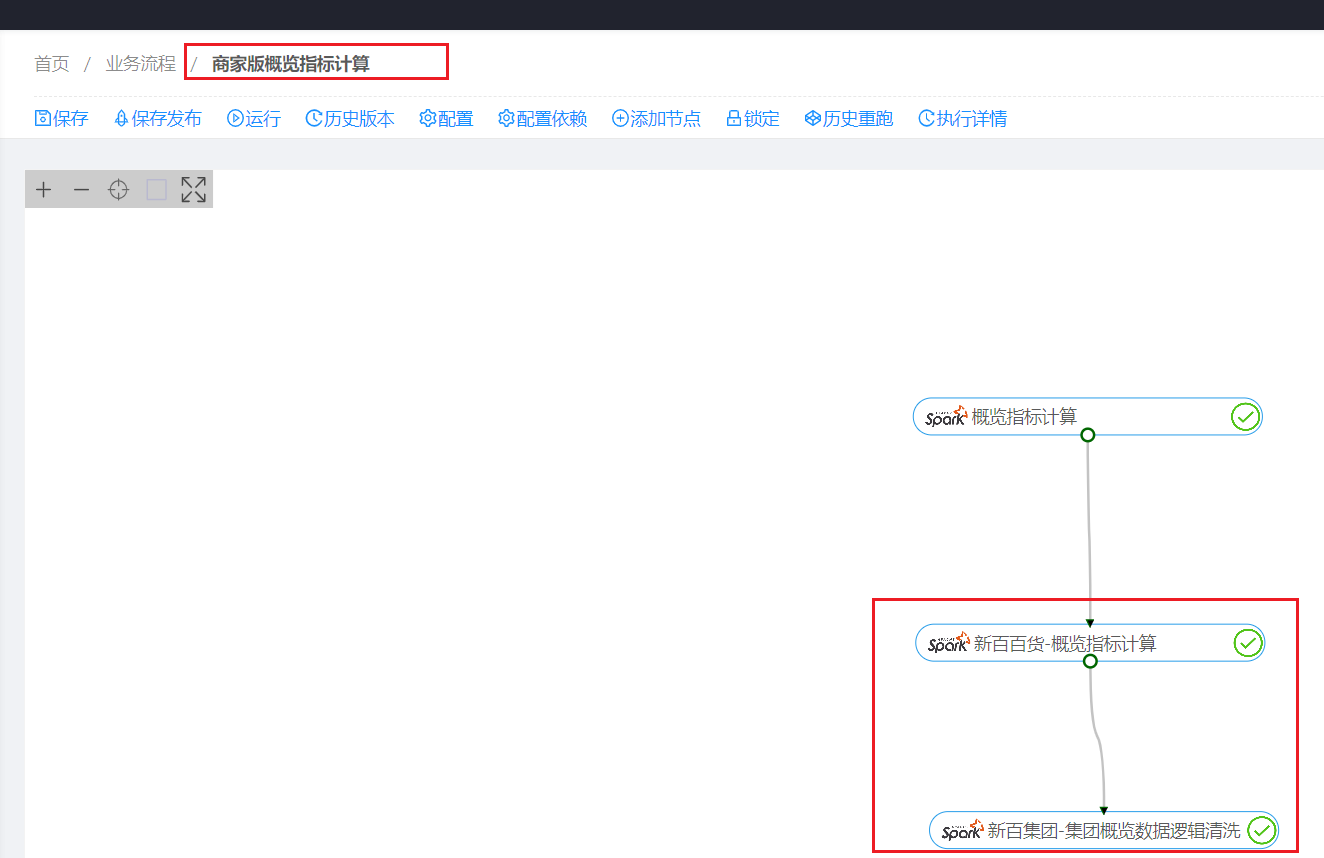 首页 / 业务流程 / 商家版概览指标计算
保存 保存发布 运行 历史版本 配置 配置依赖 添加节点 锁定 历史重跑 执行详情
Spark 概览指标计算
Spark 新百百货-概览指标计算
Spark 新百集团-集团概览数据逻辑清洗